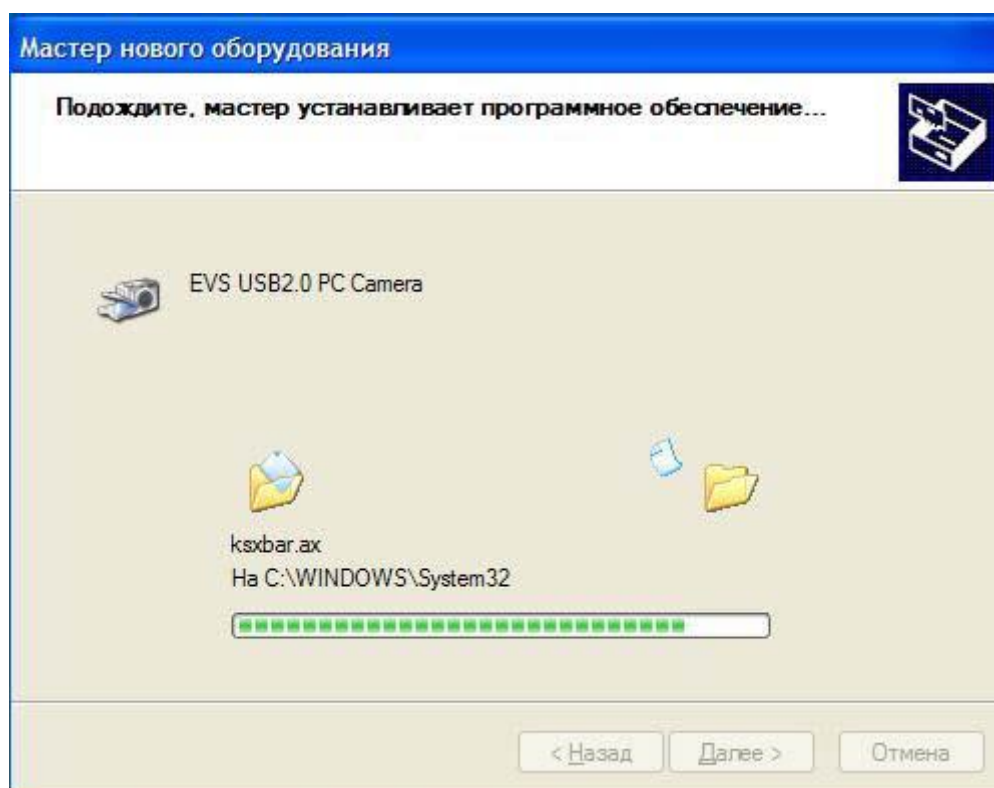 Мастер нового оборудования
Подождите, мастер устанавливает программное обеспечение...
EVS USB2.0 PC Camera
ksxbar.ax
На C:\WINDOWS\System32
< Назад Далее > Отмена